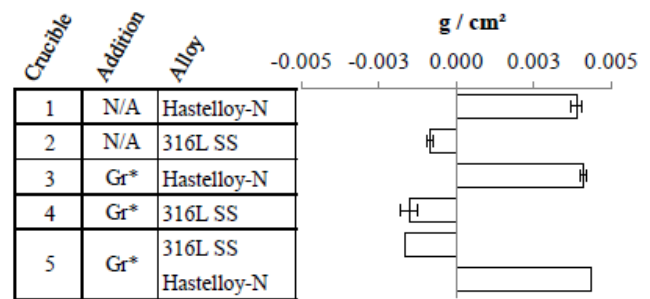 g / cm²
Crucible Addition Alloy -0.005 -0.003 0.000 0.003 0.005
1 N/A Hastelloy-N
2 N/A 316L SS
3 Gr* Hastelloy-N
4 Gr* 316L SS
5 Gr* 316L SS
Hastelloy-N